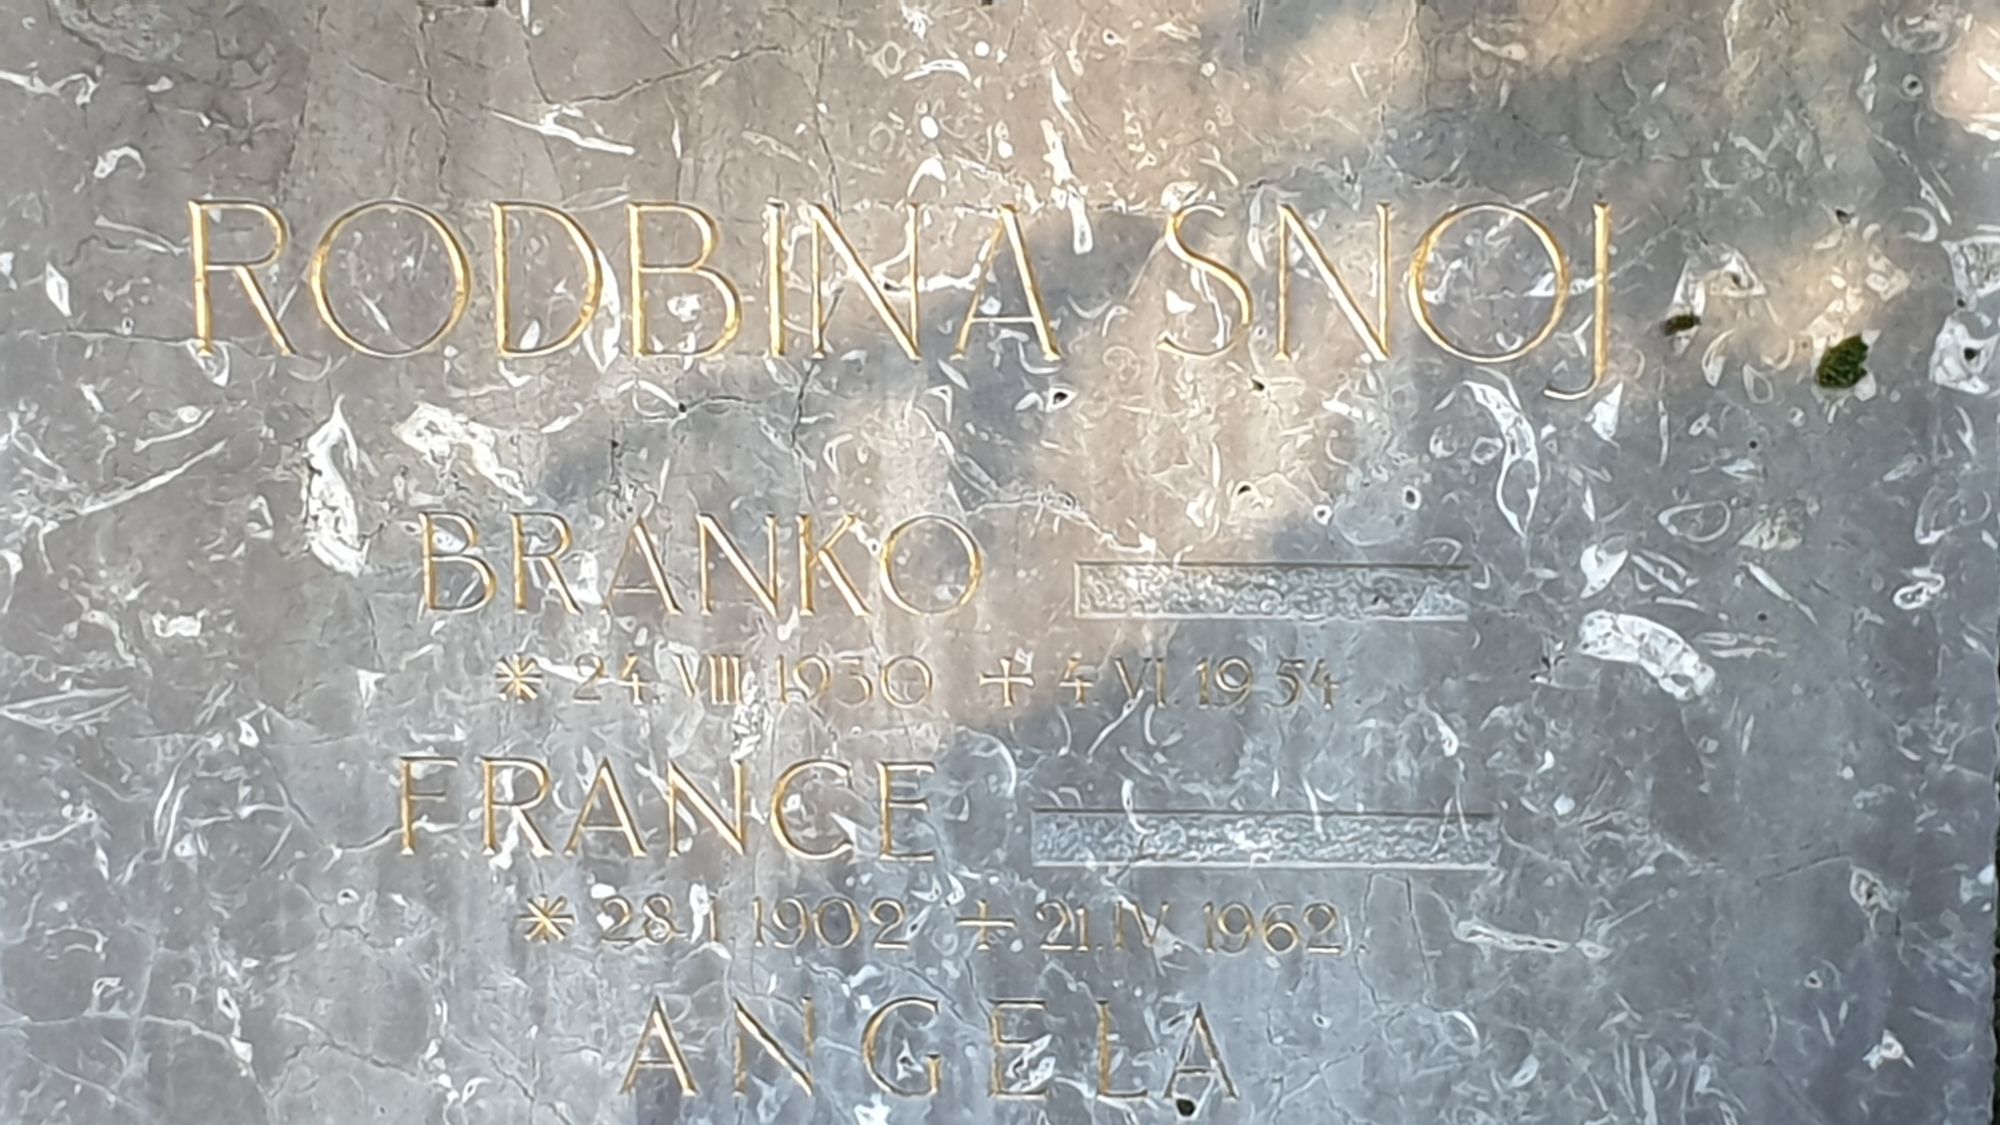 RODBINA SNOJ
BRANKO
* 24. VIII. 1930 + 4. VI. 1954.
FRANCE
* 28. I. 1902 +. 21. IV. 1962.
ANGELA